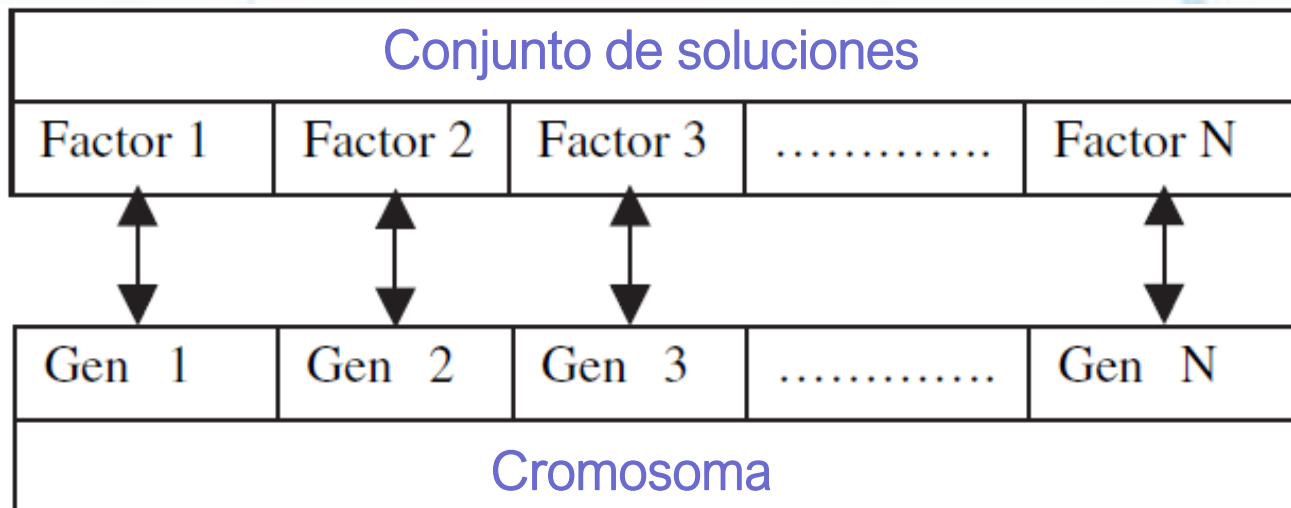 Conjunto de soluciones
Factor 1 Factor 2 Factor 3 ............. Factor N
Gen 1 Gen 2 Gen 3 ............. Gen N
Cromosoma